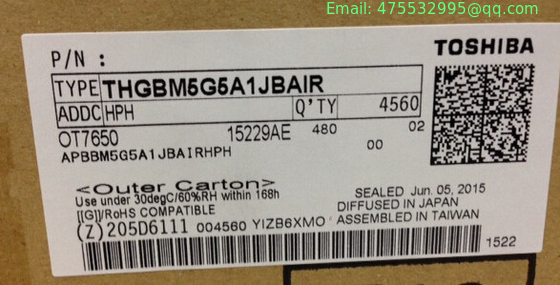 Email: 475532995@qq.com
P/N :
TOSHIBA
TYPE THGBM5G5A1JBAIR
ADDC HPH Q'TY 4560
OT7650 15229AE 480 02
00
APBBM5G5A1JBAIRHPH
<Outer Carton>
Use under 30degC/60%RH within 168h
[[G]]/RoHS COMPATIBLE
SEALED Jun. 05, 2015
DIFFUSED IN JAPAN
ASSEMBLED IN TAIWAN
(Z)205D6111 004560 YIZB6XMO
1522